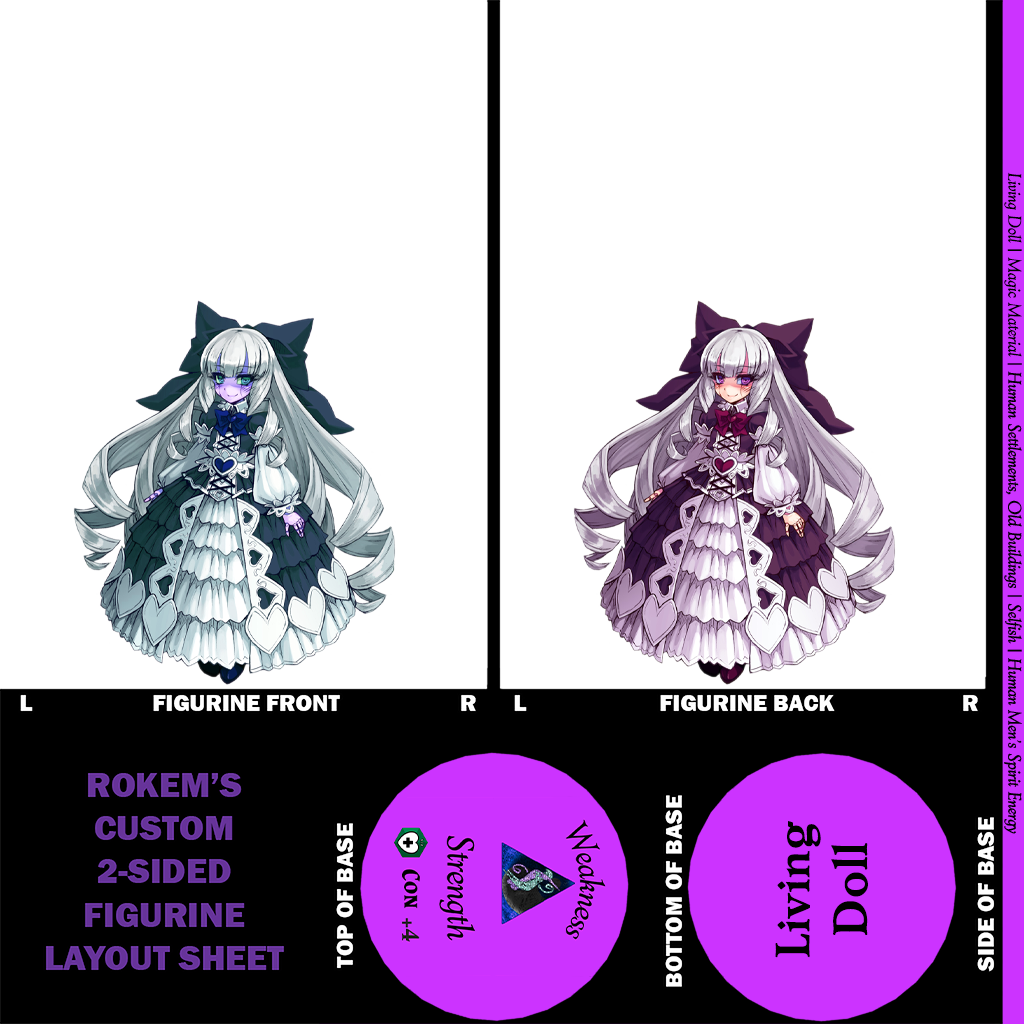 L
FIGURINE FRONT
R
L
FIGURINE BACK
R
ROKEM'S
CUSTOM
2-SIDED
FIGURINE
LAYOUT SHEET
TOP OF BASE
Weakness
Strength
CON +4
BOTTOM OF BASE
Living
Doll
SIDE OF BASE
Living Doll | Magic Material | Human Settlements, Old Buildings | Selfish | Human Men's Spirit Energy